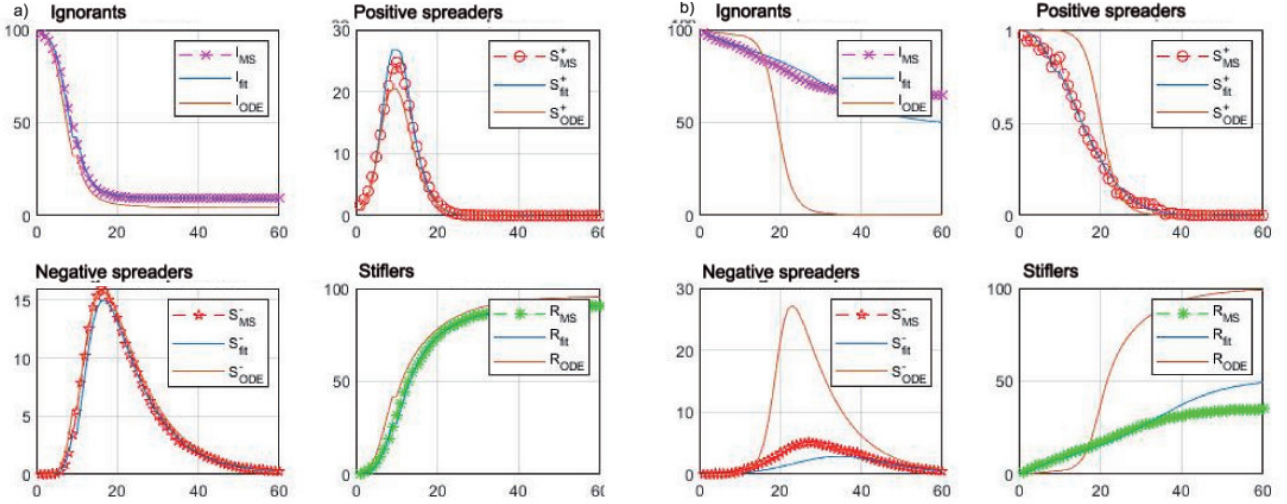 a)
Ignorants
100
50
0
0 20 40 60
I_MS
I_fit
I_ODE
Positive spreaders
30
20
10
0
0 20 40 60
S+_MS
S+_fit
S+_ODE
Negative spreaders
15
10
5
0
0 20 40 60
S-_MS
S-_fit
S-_ODE
Stiflers
100
50
0
0 20 40 60
R_MS
R_fit
R_ODE
b)
Ignorants
100
50
0
0 20 40 60
I_MS
I_fit
I_ODE
Positive spreaders
1
0.5
0
0 20 40 60
S+_MS
S+_fit
S+_ODE
Negative spreaders
30
20
10
0
0 20 40 60
S-_MS
S-_fit
S-_ODE
Stiflers
100
50
0
0 20 40 60
R_MS
R_fit
R_ODE